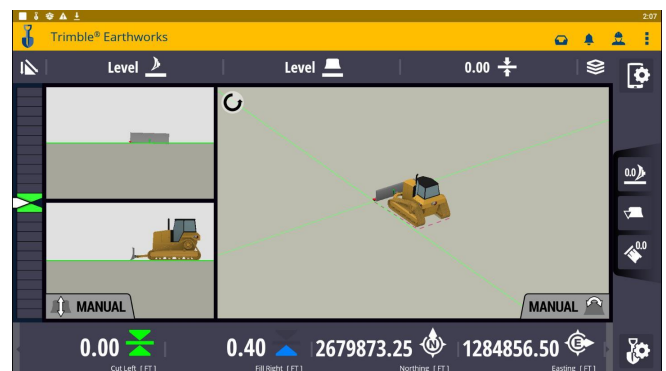 2:07
Trimble® Earthworks
Level
Level
0.00
0.0
0.0
MANUAL
MANUAL
0.00
0.40
2679873.25
N
1284856.50
E
Cut Left [FT]
Fill Right [FT]
Northing [FT]
Easting [FT]